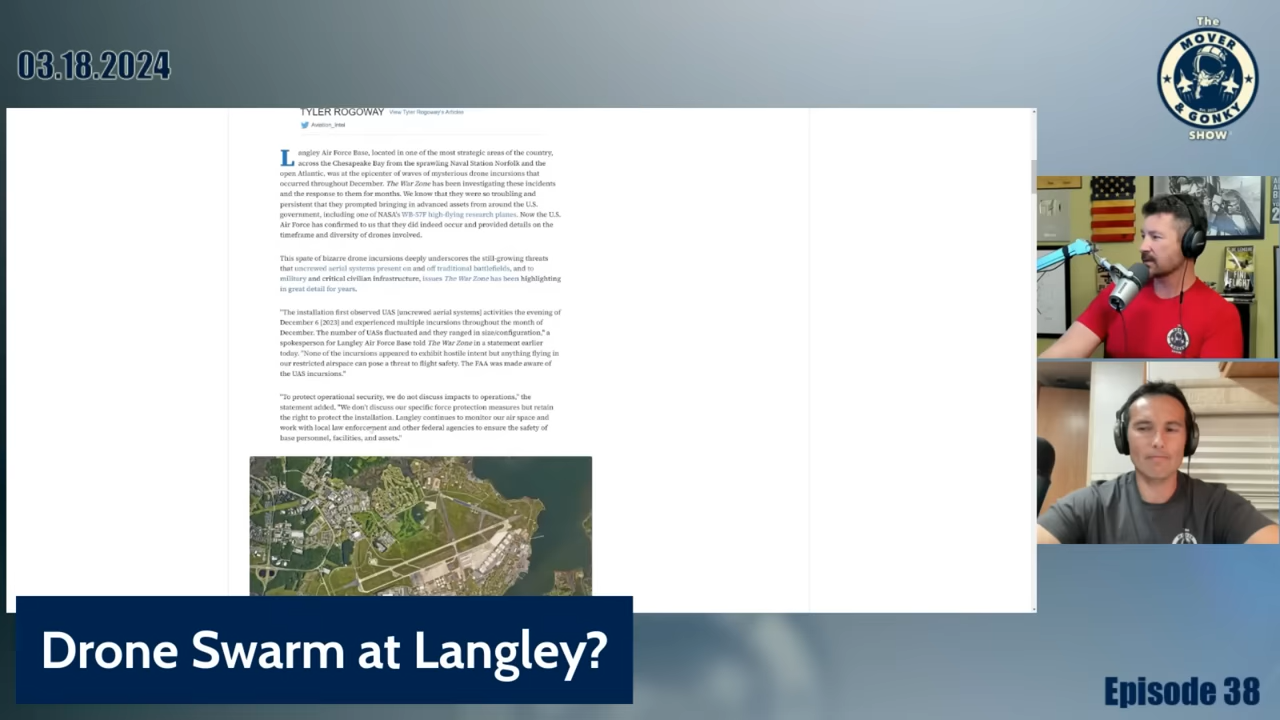 03.18.2024
The
MOVER
& GONKY
SHOW
TYLER ROGOWAY View Tyler Rogoway's Articles
Aviation_Intel
Langley Air Force Base, located in one of the most strategic areas of the country,
across the Chesapeake Bay from the sprawling Naval Station Norfolk and the
open Atlantic, was at the epicenter of waves of mysterious drone incursions that
occurred throughout December. The War Zone has been investigating these incidents
and the response to them for months. We know that they were so troubling and
persistent that they prompted bringing in advanced assets from around the U.S.
government, including one of NASA's WB-57F high-flying research planes. Now the U.S.
Air Force has confirmed to us that they did indeed occur and provided details on the
timeframe and diversity of drones involved.
This spate of bizarre drone incursions deeply underscores the still-growing threats
that uncrewed aerial systems present on and off traditional battlefields, and to
military and critical civilian infrastructure, issues The War Zone has been highlighting
in great detail for years.
"The installation first observed UAS [uncrewed aerial systems] activities the evening of
December 6 [2023] and experienced multiple incursions throughout the month of
December. The number of UASs fluctuated and they ranged in size/configuration," a
spokesperson for Langley Air Force Base told The War Zone in a statement earlier
today. "None of the incursions appeared to exhibit hostile intent but anything flying in
our restricted airspace can pose a threat to flight safety. The FAA was made aware of
the UAS incursions."
"To protect operational security, we do not discuss impacts to operations," the
statement added. "We don't discuss our specific force protection measures but retain
the right to protect the installation. Langley continues to monitor our air space and
work with local law enforcement and other federal agencies to ensure the safety of
base personnel, facilities, and assets."
Drone Swarm at Langley?
Episode 38